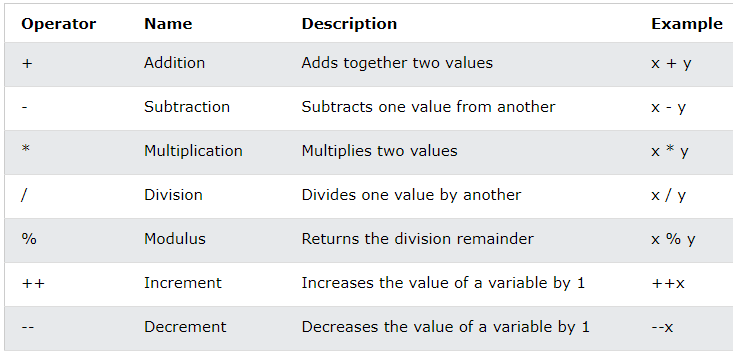 Operator Name Description Example
+ Addition Adds together two values x + y
- Subtraction Subtracts one value from another x - y
* Multiplication Multiplies two values x * y
/ Division Divides one value by another x / y
% Modulus Returns the division remainder x % y
++ Increment Increases the value of a variable by 1 ++x
-- Decrement Decreases the value of a variable by 1 --x